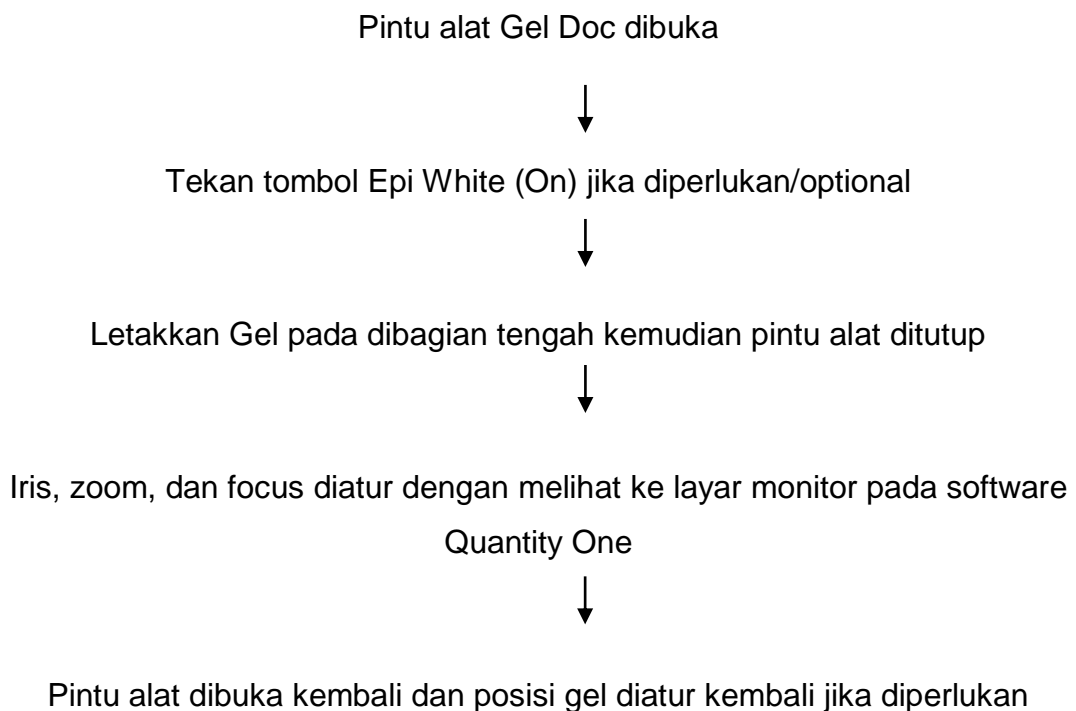 Pintu alat Gel Doc dibuka
Tekan tombol Epi White (On) jika diperlukan/optional
Letakkan Gel pada dibagian tengah kemudian pintu alat ditutup
Iris, zoom, dan focus diatur dengan melihat ke layar monitor pada software
Quantity One
Pintu alat dibuka kembali dan posisi gel diatur kembali jika diperlukan